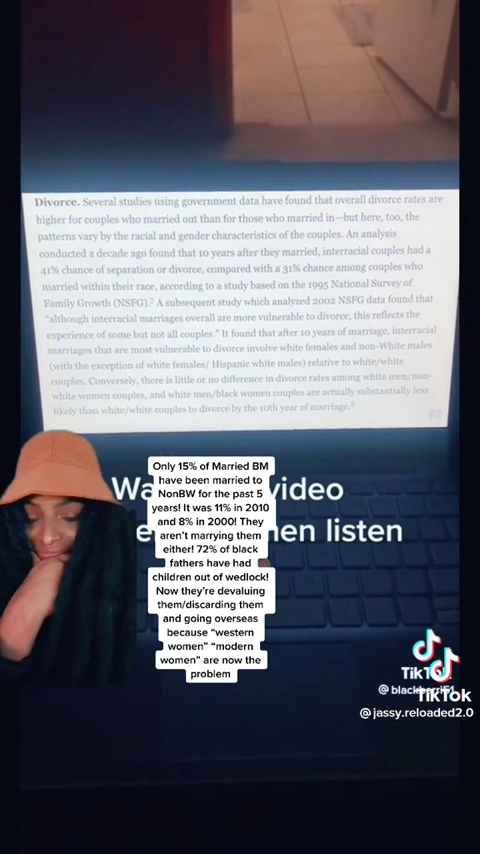 Divorce. Several studies using government data have found that overall divorce rates are
higher for couples who married out than for those who married in—but here, too, the
patterns vary by the racial and gender characteristics of the couples. An analysis
conducted a decade ago found that 10 years after they married, interracial couples had a
41% chance of separation or divorce, compared with a 31% chance among couples who
married within their race, according to a study based on the 1995 National Survey of
Family Growth (NSFG). A subsequent study which analyzed 2002 NSFG data found that
"although interracial marriages overall are more vulnerable to divorce, this reflects the
experience of some but not all couples." It found that after 10 years of marriage, interracial
marriages that are most vulnerable to divorce involve white females and non-White males
(with the exception of white females/ Hispanic white males) relative to white/white
couples. Conversely, there is little or no difference in divorce rates among white men/non-
white women couples, and white men/black women couples are actually substantially less
likely than white/white couples to divorce by the 10th year of marriage.
video
listen
Only 15% of Married BM
have been married to
NonBW for the past 5
years! It was 11% in 2010
and 8% in 2000! They
aren't marrying them
either! 72% of black
fathers have had
children out of wedlock!
Now they're devaluing
them/discarding them
and going overseas
because "western
women" "modern
women" are now the
problem
TikTok
@jassy.reloaded2.0